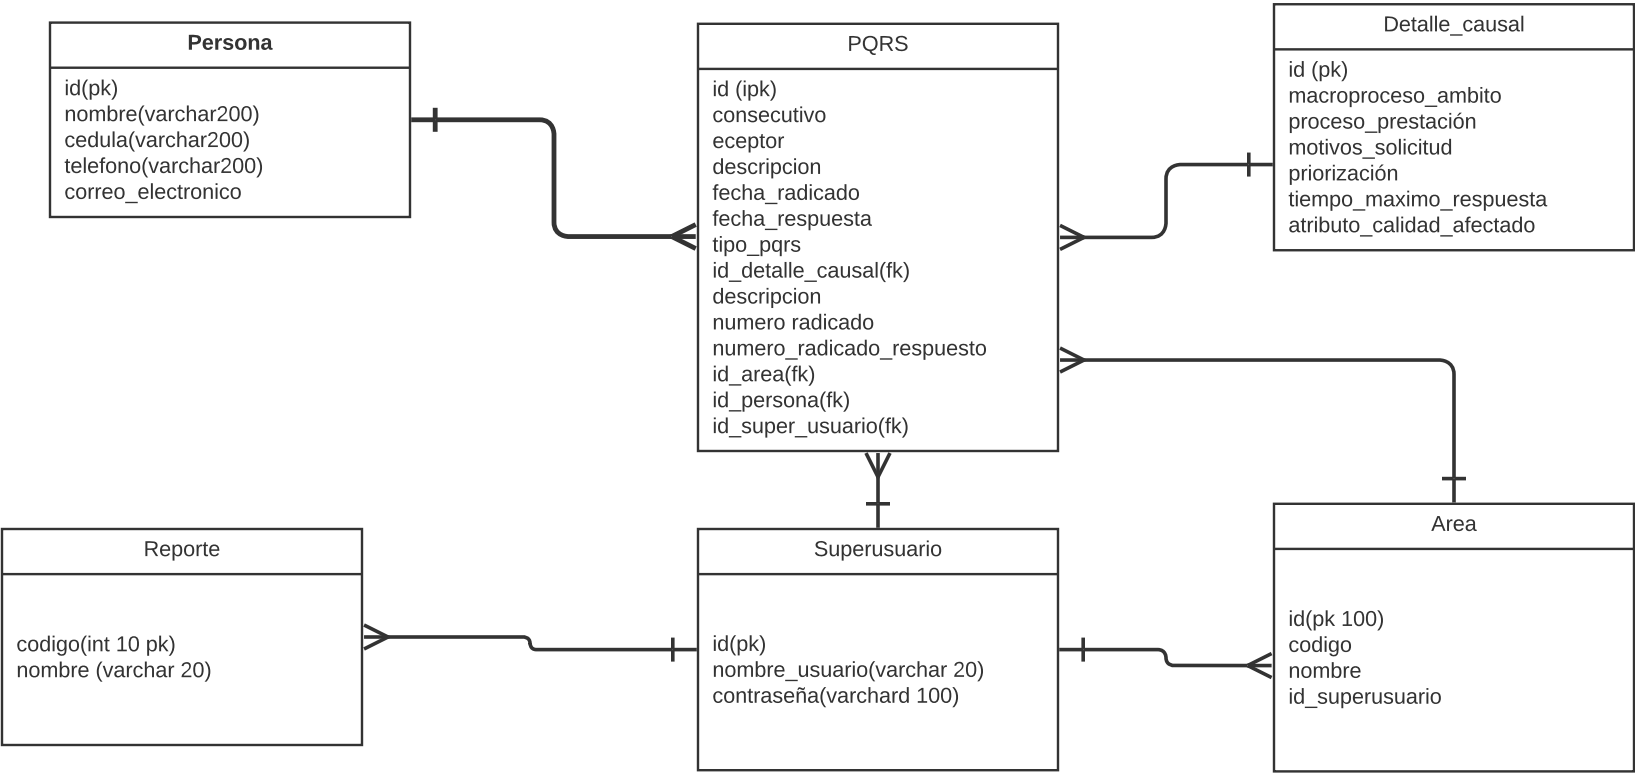 Persona
id(pk)
nombre(varchar200)
cedula(varchar200)
telefono(varchar200)
correo_electronico
PQRS
id (ipk)
consecutivo
eceptor
descripcion
fecha_radicado
fecha_respuesta
tipo_pqrs
id_detalle_causal(fk)
descripcion
numero radicado
numero_radicado_respuesto
id_area(fk)
id_persona(fk)
id_super_usuario(fk)
Detalle_causal
id (pk)
macroproceso_ambito
proceso_prestación
motivos_solicitud
priorización
tiempo_maximo_respuesta
atributo_calidad_afectado
Reporte
codigo(int 10 pk)
nombre (varchar 20)
Superusuario
id(pk)
nombre_usuario(varchar 20)
contraseña(varchard 100)
Area
id(pk 100)
codigo
nombre
id_superusuario